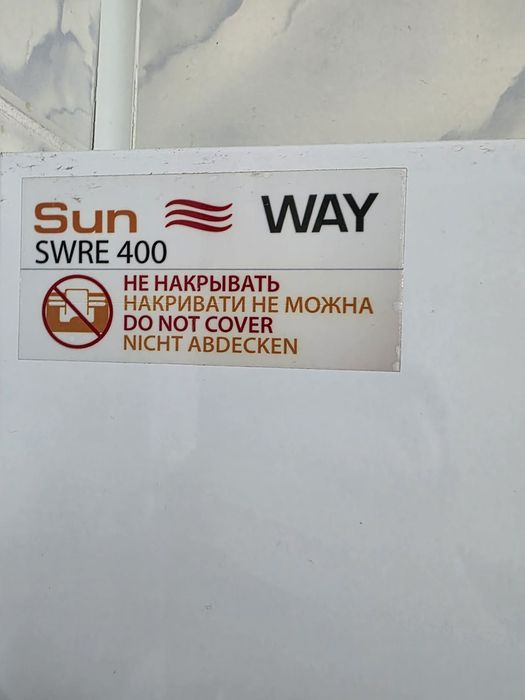 Sun WAY
SWRE 400
НЕ НАКРЫВАТЬ
НАКРИВАТИ НЕ МОЖНА
DO NOT COVER
NICHT ABDECKEN